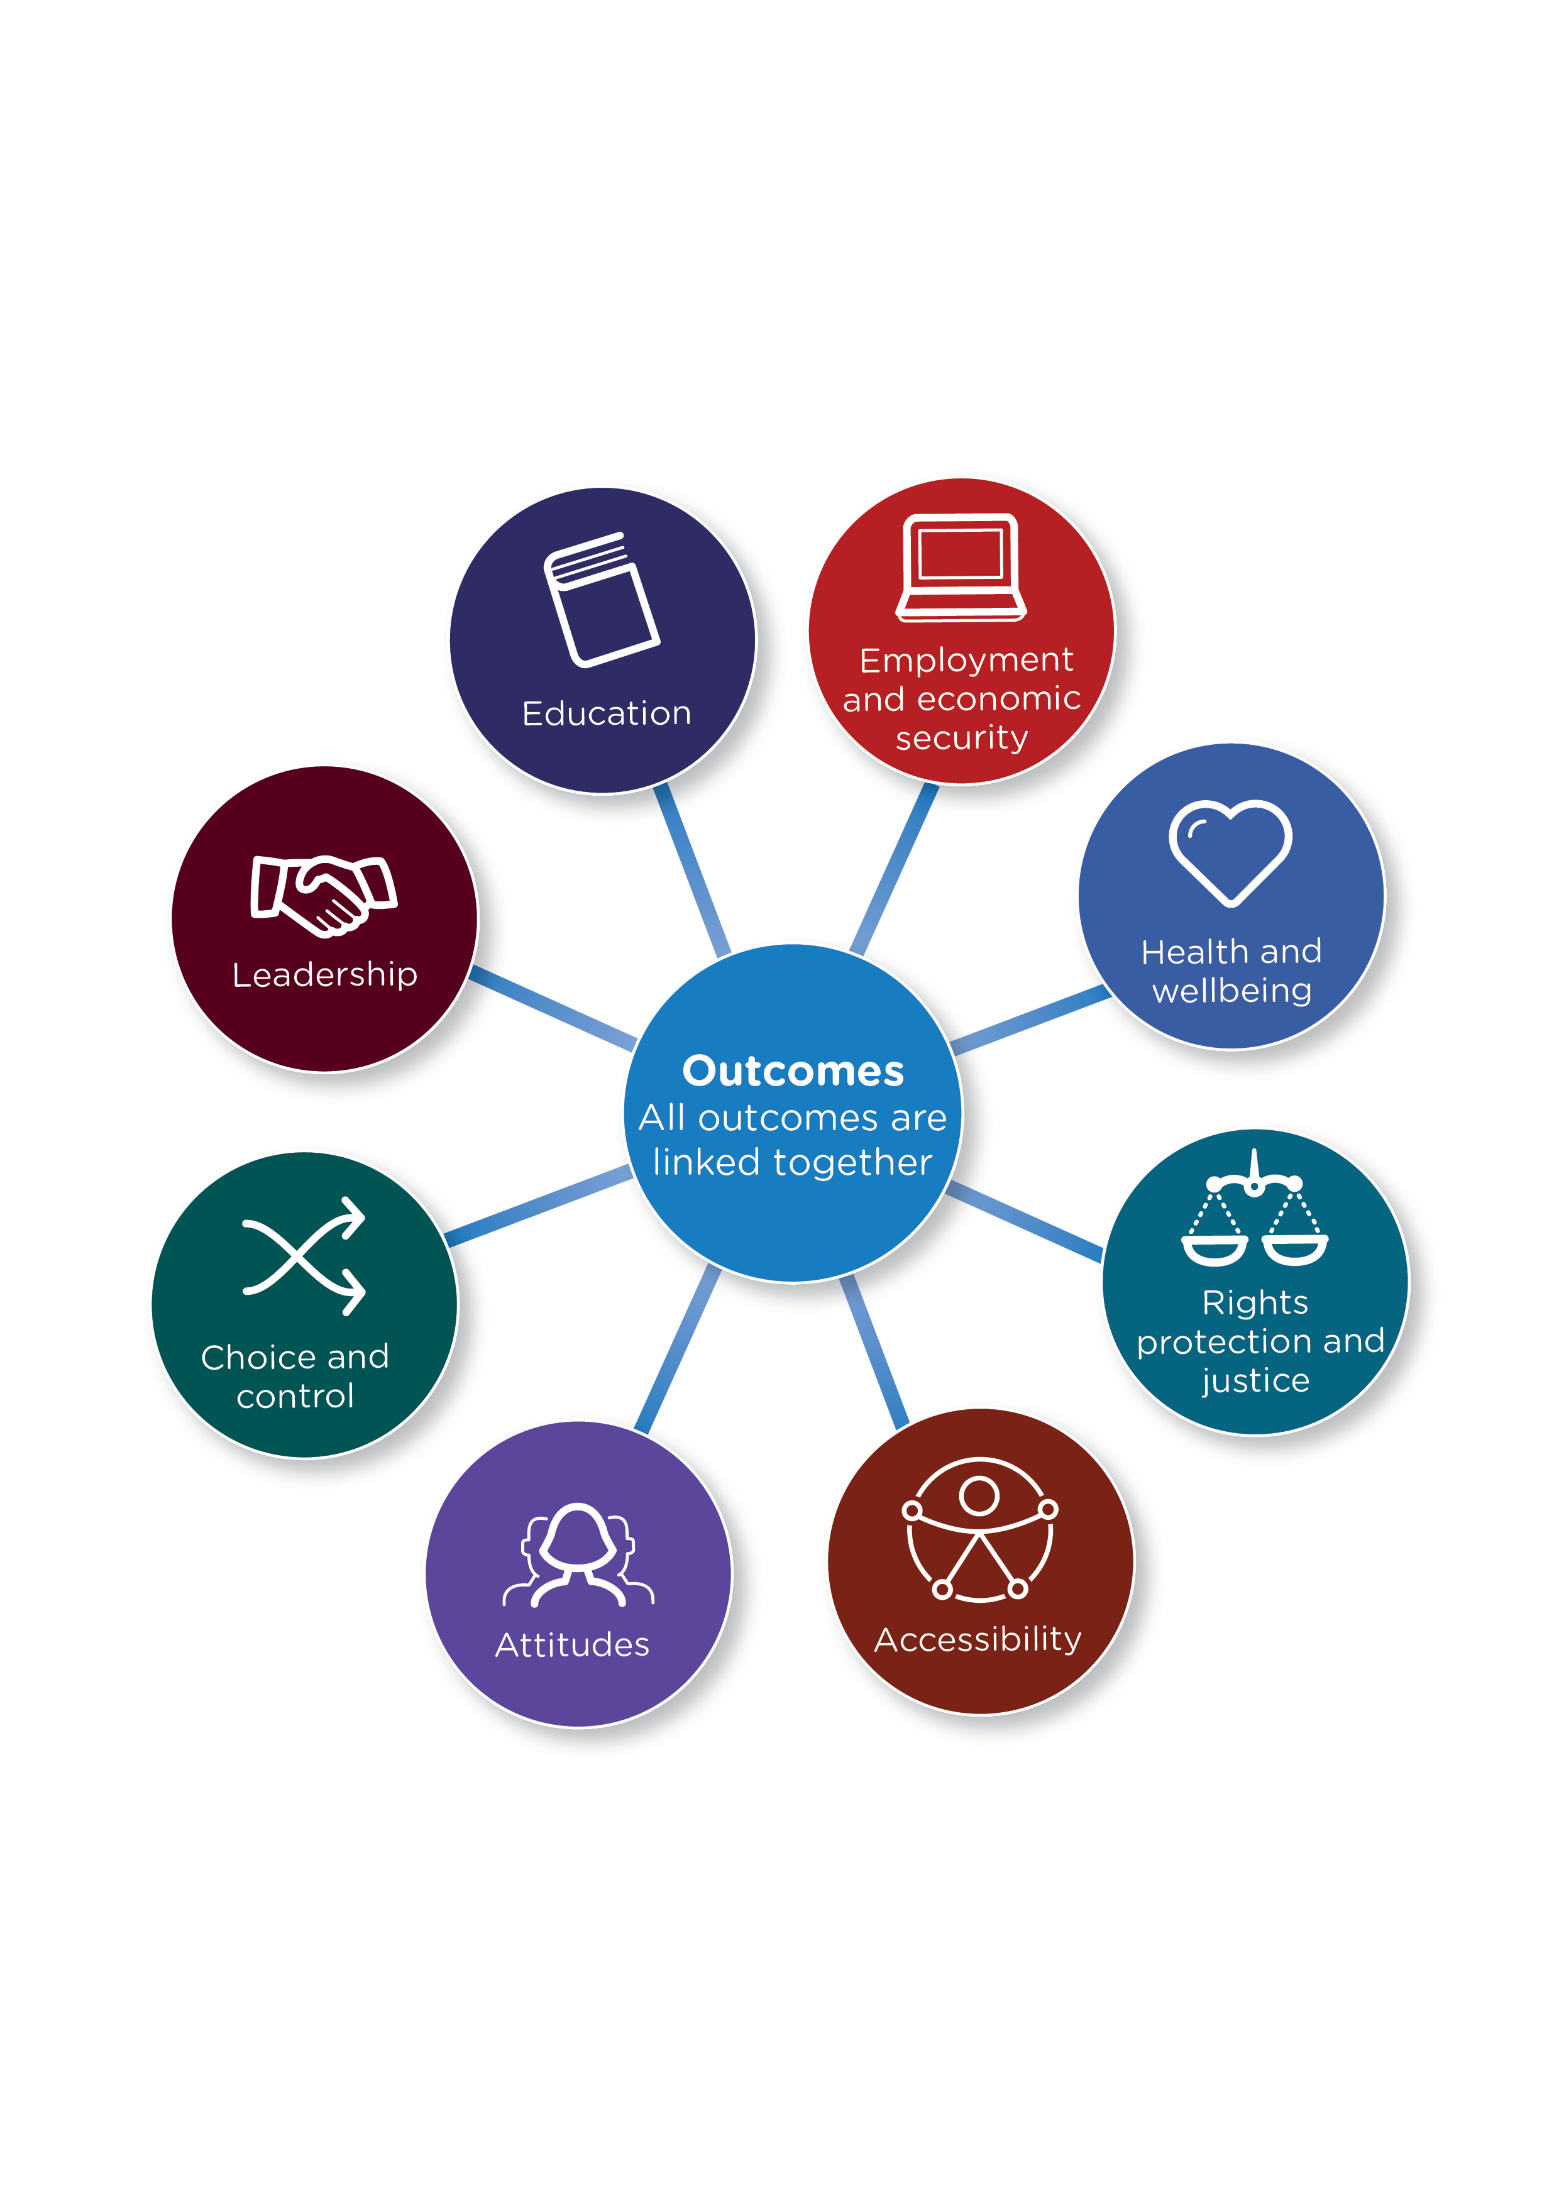 Education
Employment
and economic
security
Health and
wellbeing
Leadership
Outcomes
All outcomes are
linked together
Rights
protection and
justice
Choice and
control
Attitudes
Accessibility